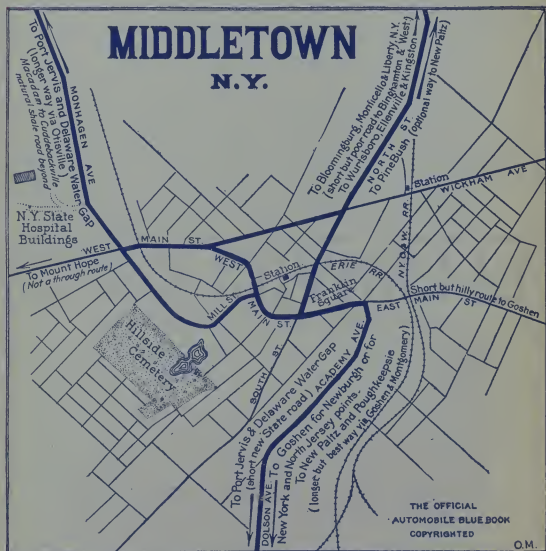 MIDDLETOWN
N.Y.
To Port Jervis and Delaware Water Gap
(longer way via Otisville)
Macadam to Cuddebackville
natural state road beyond
MONHAGEN AVE
To Bloomingburg, Monticello & Liberty, N.Y.
(short but poor road to Binghamton & West)
To Wurtsboro, Ellenville & Kingston
NORTH ST
To Pine Bush (optional way to New Paltz)
Station
WICKHAM AVE
N.Y. State
Hospital
Buildings
WEST MAIN ST.
To Mount Hope
(Not a through route)
WEST MAIN ST.
Station
ERIE RR
N.Y.O. & W. RR
MILL ST
Franklin
Square
EAST MAIN ST
Short but hilly route to Goshen
Hillside
Cemetery
SOUTH ST.
ACADEMY AVE.
To Port Jervis & Delaware Water Gap
(short new State road)
DOLSON AVE
To Goshen for Newburgh or for
New York and North Jersey points.
To New Paltz and Poughkeepsie
(longer but best way via Goshen & Montgomery)
THE OFFICIAL
AUTOMOBILE BLUE BOOK
COPYRIGHTED
O.M.